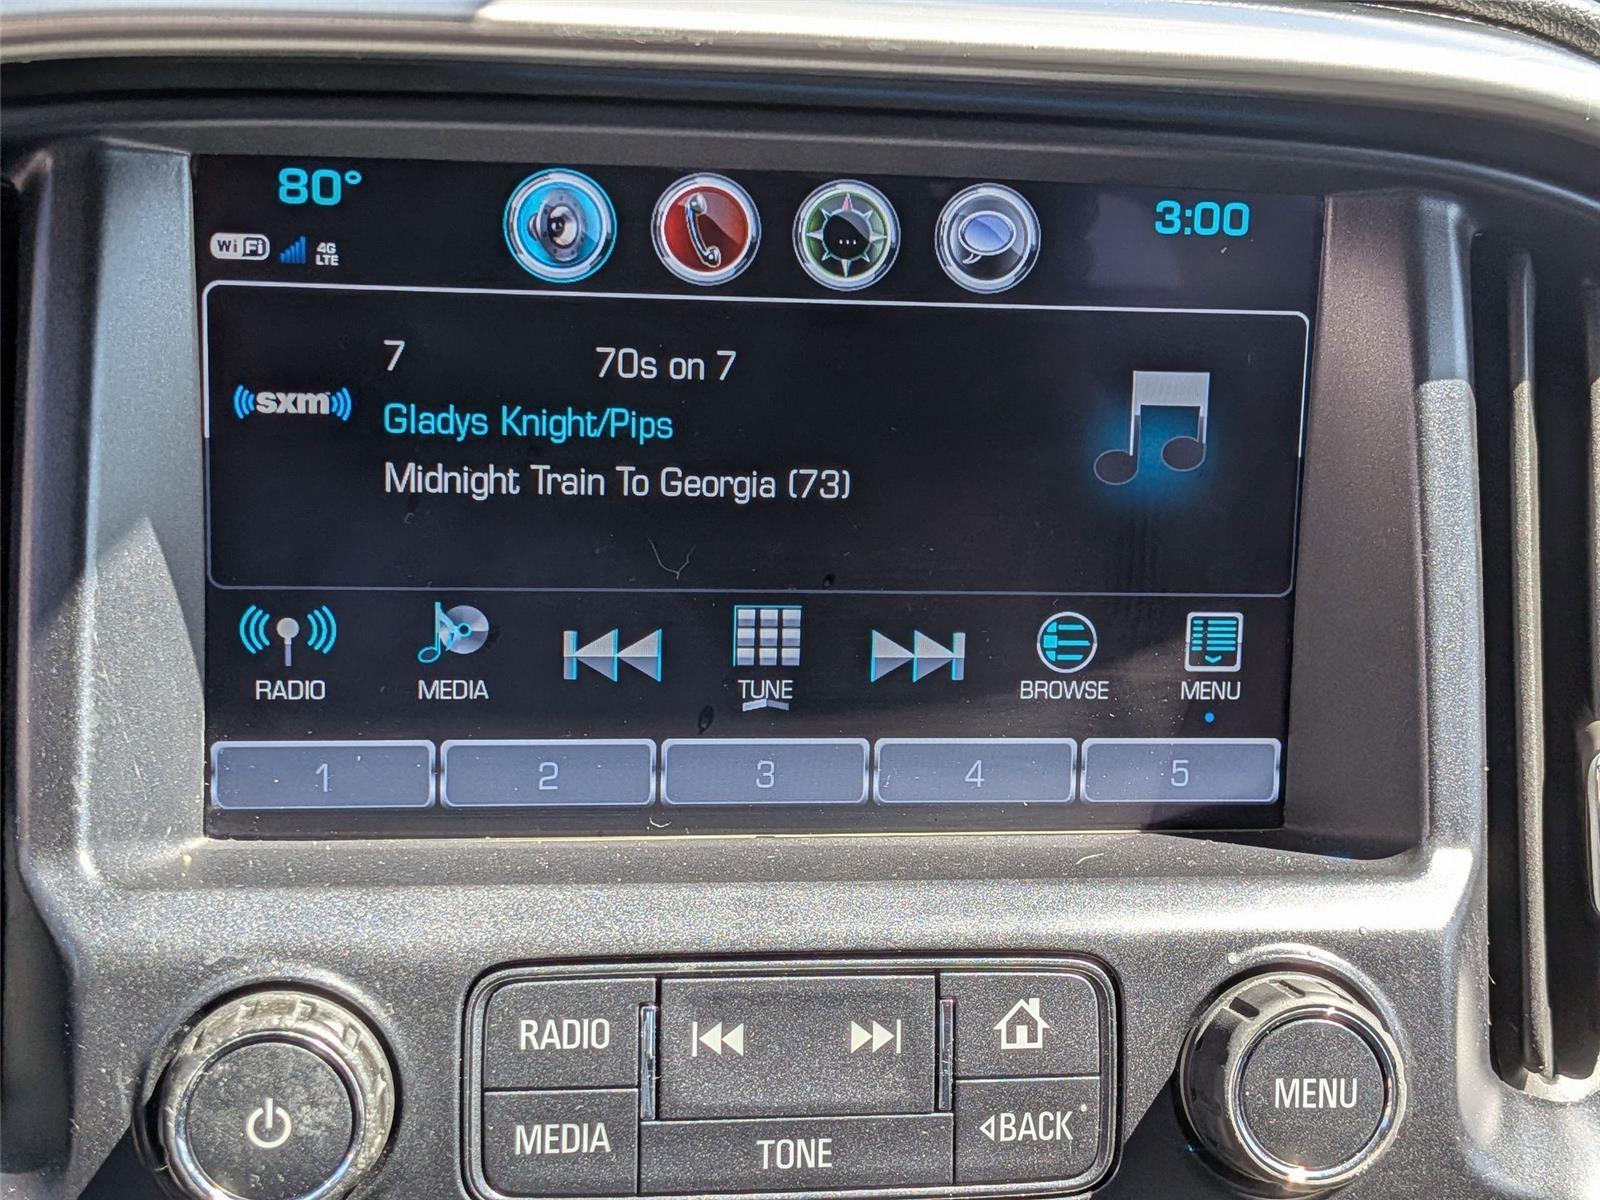 80°
3:00
WiFi
4G
LTE
...
7
70s on 7
sxm
Gladys Knight/Pips
Midnight Train To Georgia (73)
RADIO
MEDIA
TUNE
BROWSE
MENU
1
2
3
4
5
RADIO
MEDIA
TONE
BACK
MENU